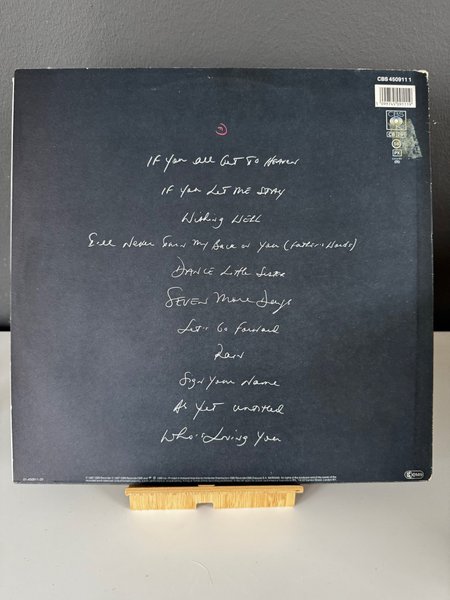 CBS 450911 1
If You All Get To Heaven
If You Let Me Stay
Wishing Well
I'll Never Turn My Back on You (Father's Words)
Dance Little Sister
Seven More Days
Let's Go Forward
Rain
Sign Your Name
As Yet Untitled
Who's Loving You